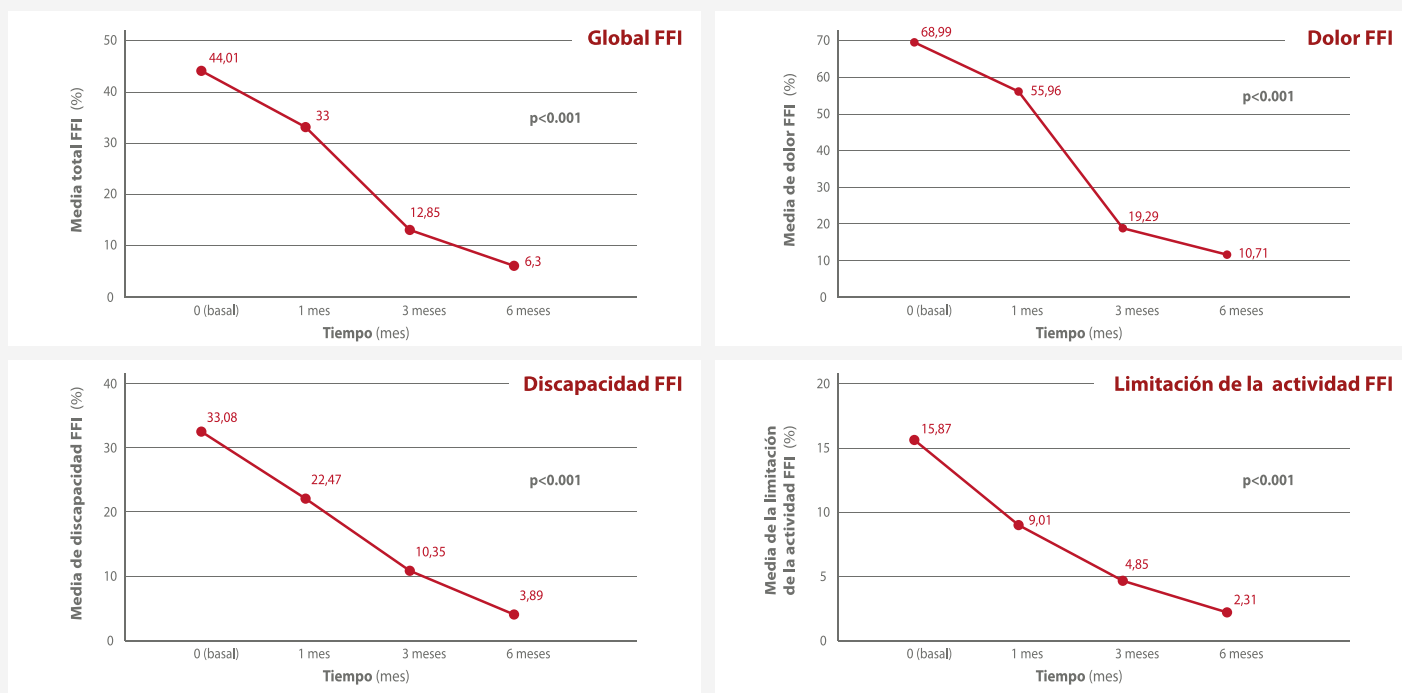 Global FFI
Media total FFI (%)
50
40
30
20
10
0
44,01
33
12,85
6,3
p<0.001
0 (basal) 1 mes 3 meses 6 meses
Tiempo (mes)
Dolor FFI
Media de dolor FFI (%)
70
60
50
40
30
20
10
0
68,99
55,96
19,29
10,71
p<0.001
0 (basal) 1 mes 3 meses 6 meses
Tiempo (mes)
Discapacidad FFI
Media de discapacidad FFI (%)
40
30
20
10
0
33,08
22,47
10,35
3,89
p<0.001
0 (basal) 1 mes 3 meses 6 meses
Tiempo (mes)
Limitación de la actividad FFI
Media de la limitación
de la actividad FFI (%)
20
15
10
5
0
15,87
9,01
4,85
2,31
p<0.001
0 (basal) 1 mes 3 meses 6 meses
Tiempo (mes)